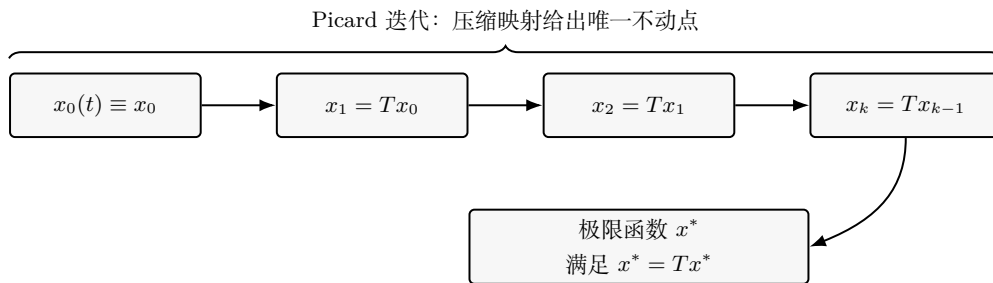 Picard 迭代：压缩映射给出唯一不动点
x₀(t) ≡ x₀
x₁ = Tx₀
x₂ = Tx₁
xₖ = Txₖ₋₁
极限函数 x*
满足 x* = Tx*